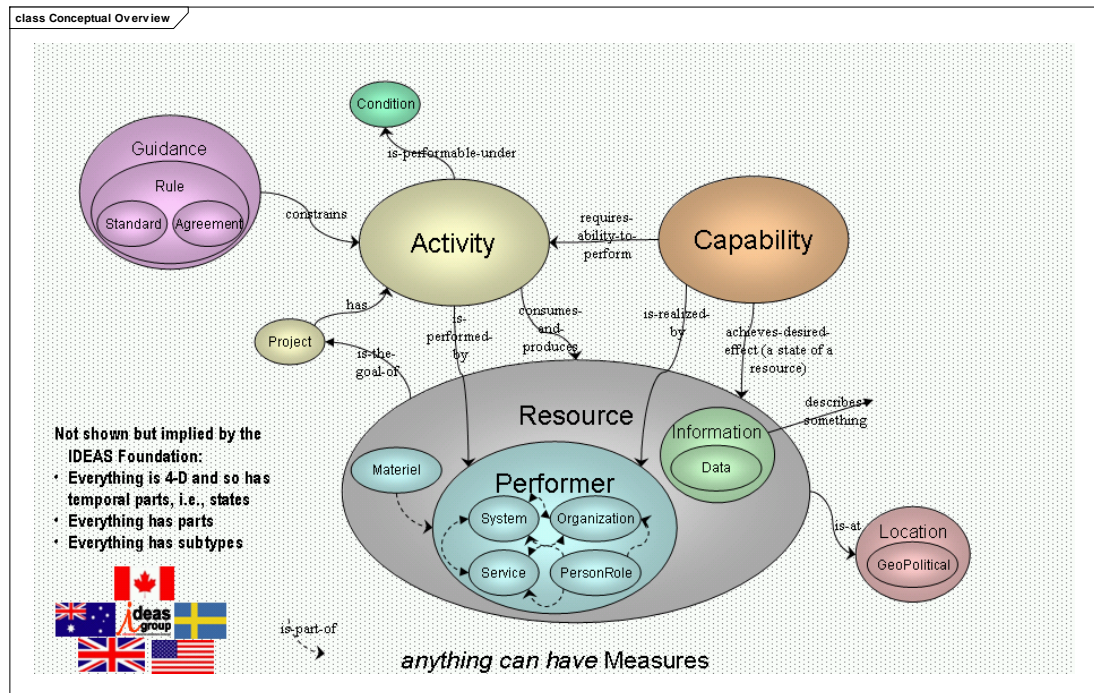 class Conceptual Overview
Condition
is-performable-under
Guidance
Rule
Standard
Agreement
constrains
Activity
requires-
ability-to-
perform
Capability
has
Project
is-the-
goal-of
is-
performed-
by
consumes-
and-
produces
is-realized-
by
achieves-desired-
effect (a state of a
resource)
describes-
something
Resource
Information
Data
Materiel
Performer
System
Organization
Service
PersonRole
is-at
Location
GeoPolitical
Not shown but implied by the
IDEAS Foundation:
• Everything is 4-D and so has
temporal parts, i.e., states
• Everything has parts
• Everything has subtypes
ideas
group
is-part-of
anything can have Measures